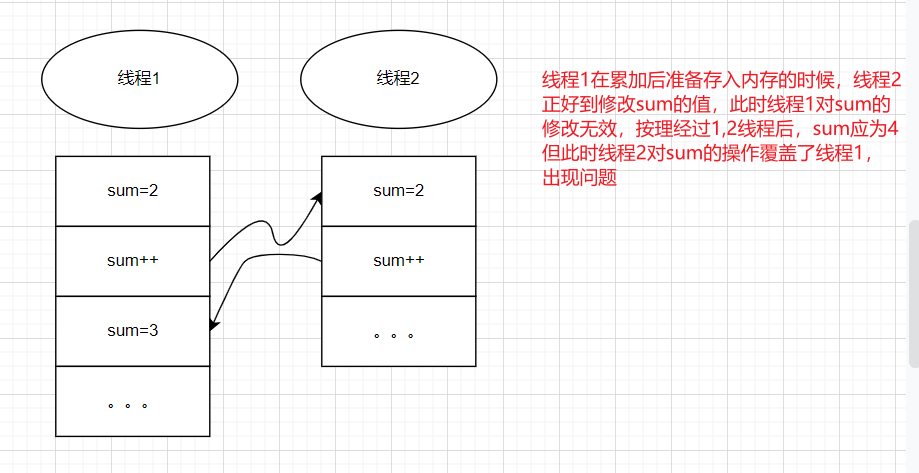 线程1
线程2
线程1在累加后准备存入内存的时候，线程2
正好到修改sum的值，此时线程1对sum的
修改无效，按理经过1,2线程后，sum应为4
但此时线程2对sum的操作覆盖了线程1，
出现问题
sum=2
sum++
sum=3
。。。
sum=2
sum++
。。。